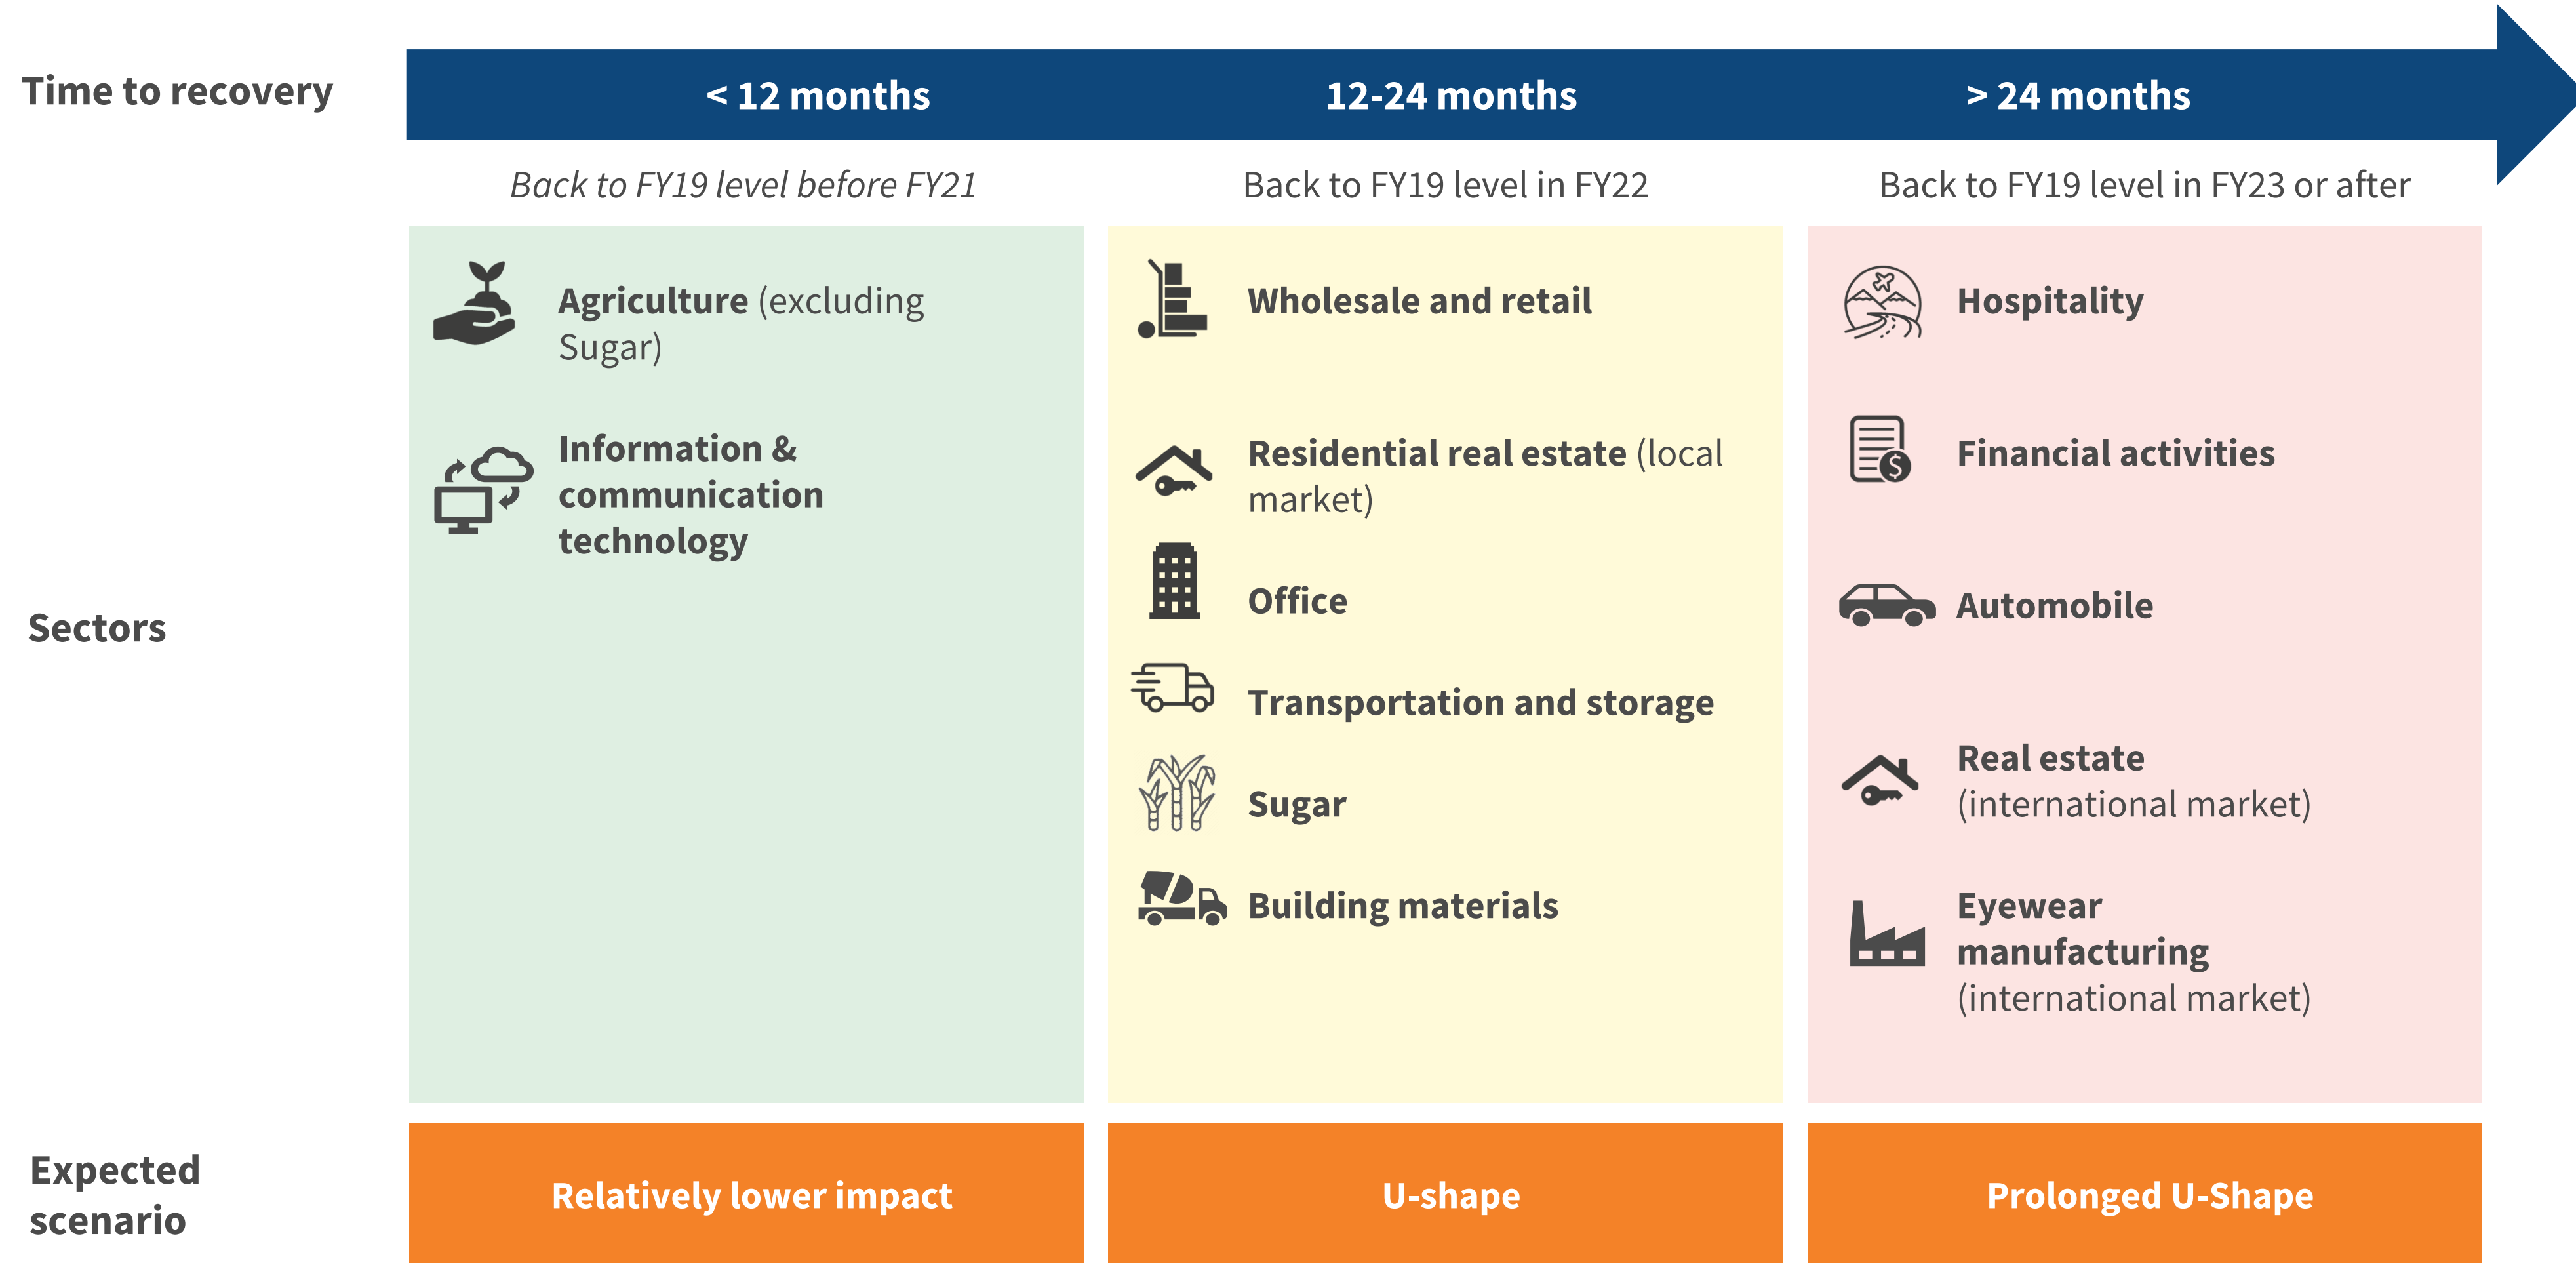 Time to recovery
< 12 months
12-24 months
> 24 months
Back to FY19 level before FY21
Back to FY19 level in FY22
Back to FY19 level in FY23 or after
Sectors
Agriculture (excluding
Sugar)
Information &
communication
technology
Wholesale and retail
Residential real estate (local
market)
Office
Transportation and storage
Sugar
Building materials
Hospitality
$
Financial activities
Automobile
Real estate
(international market)
Eyewear
manufacturing
(international market)
Expected
scenario
Relatively lower impact
U-shape
Prolonged U-Shape